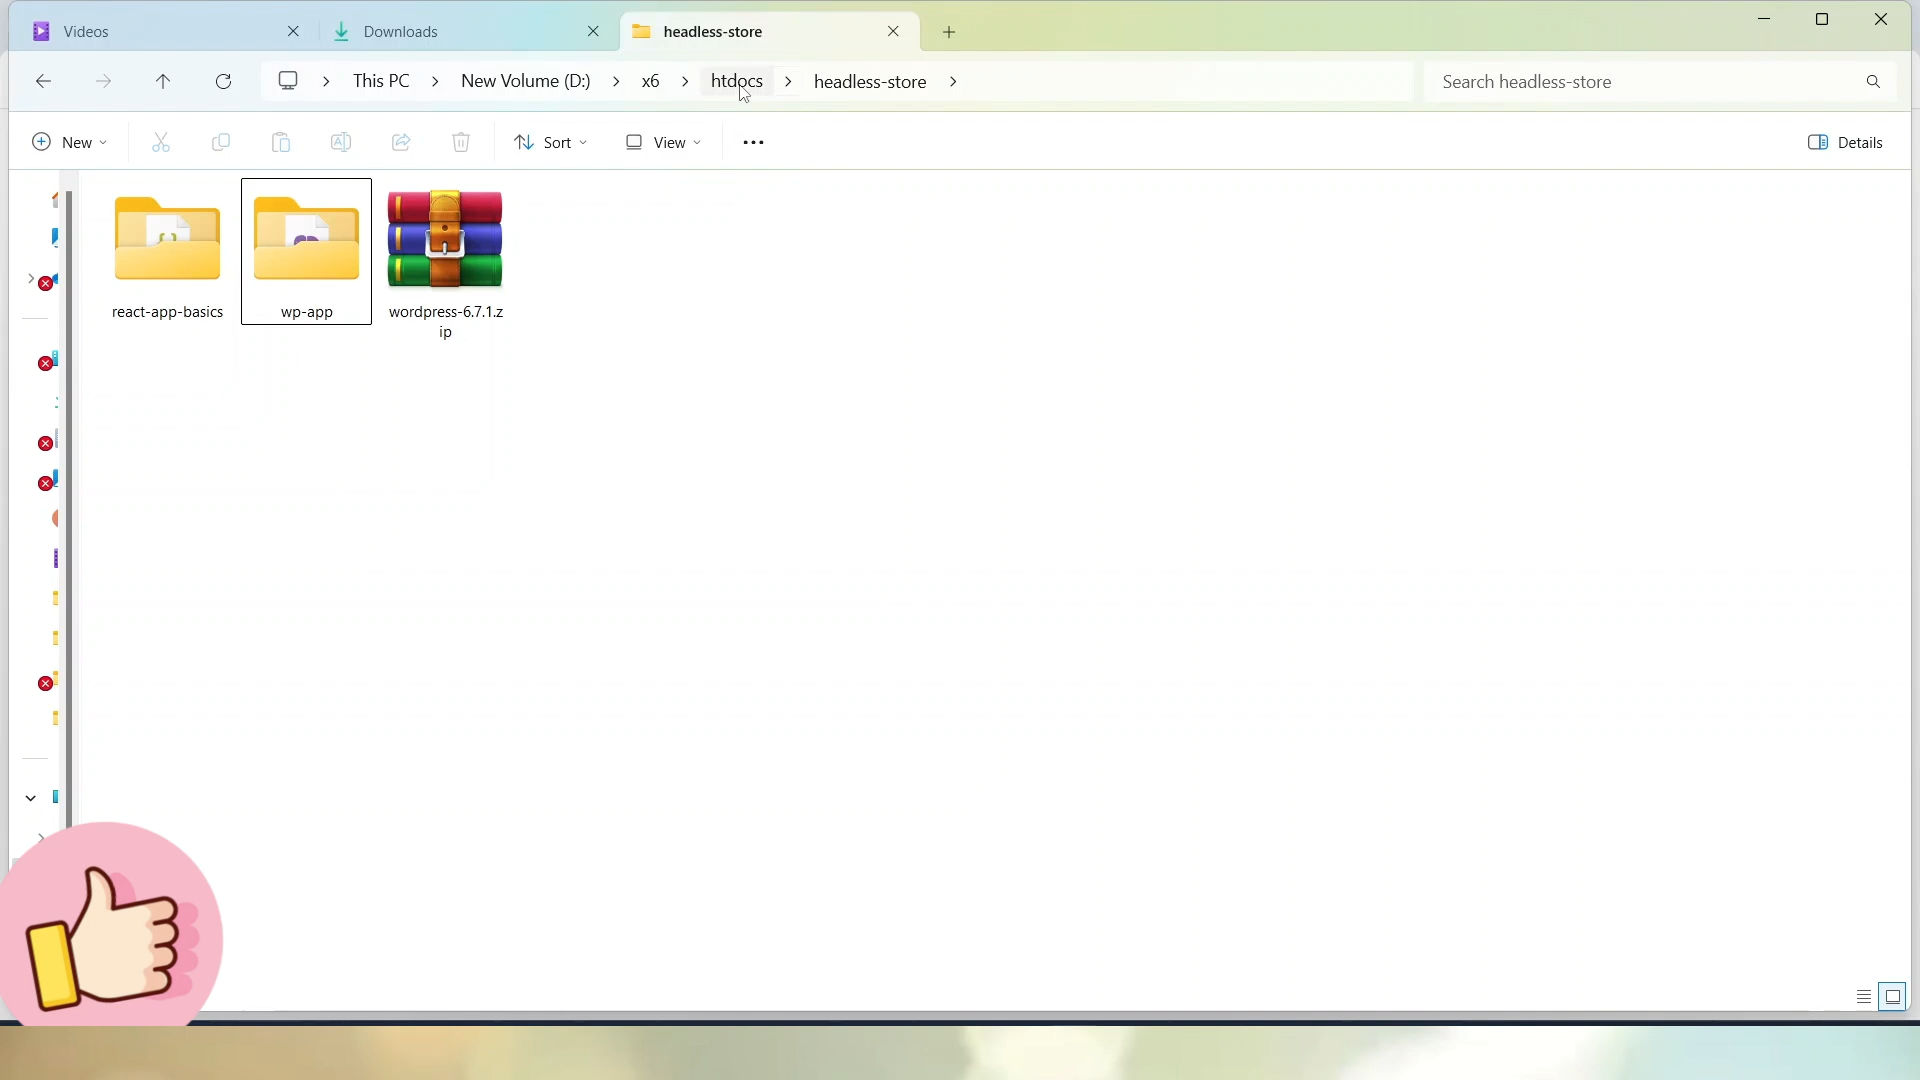 Videos
Downloads
headless-store
This PC
New Volume (D:)
x6
htdocs
headless-store
Search headless-store
New
Sort
View
Details
react-app-basics
wp-app
wordpress-6.7.1.z
ip